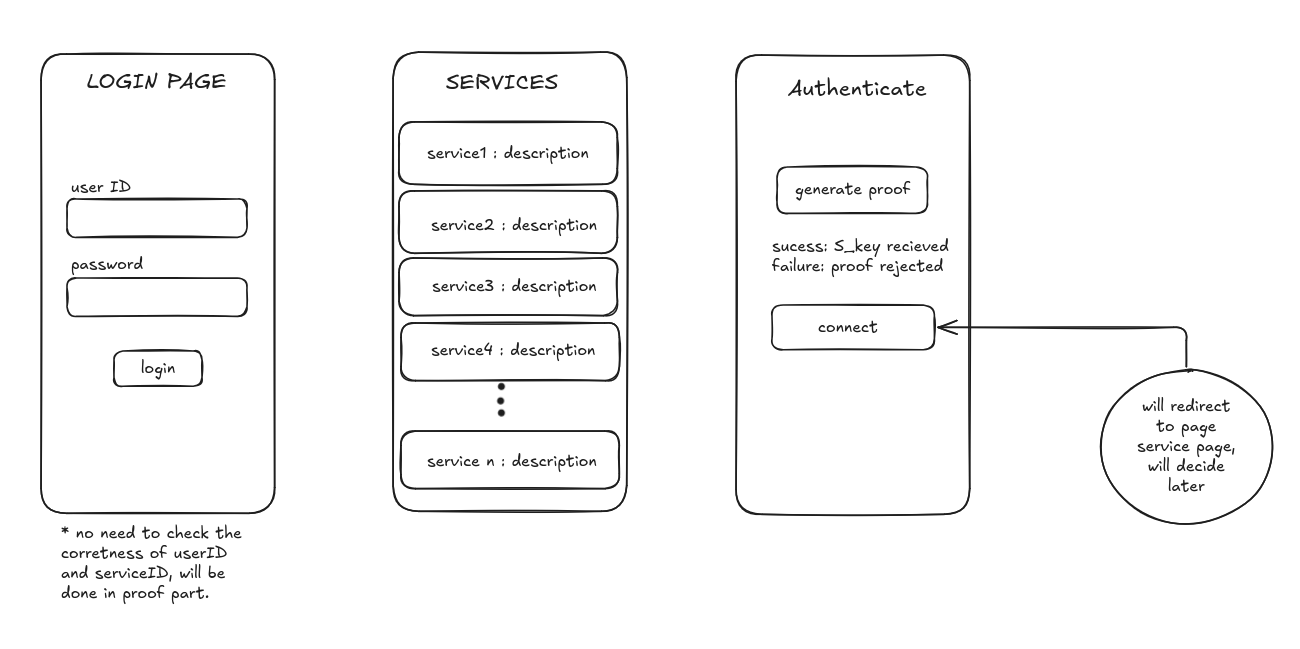 LOGIN PAGE
user ID
password
login
* no need to check the
corretness of userID
and serviceID, will be
done in proof part.
SERVICES
service1 : description
service2 : description
service3 : description
service4 : description
service n : description
Authenticate
generate proof
sucess: S_key recieved
failure: proof rejected
connect
will redirect
to page
service page,
will decide
later